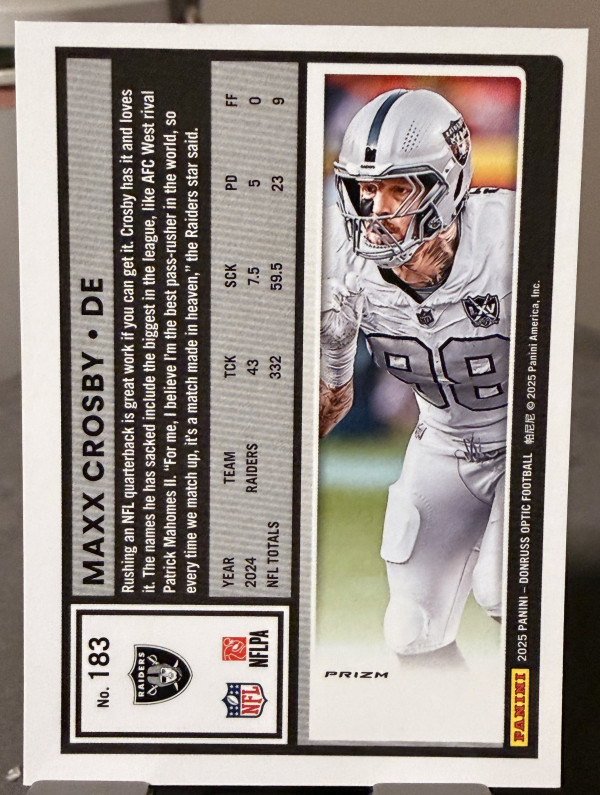 No. 183
RAIDERS
NFL
NFLPA
MAXX CROSBY • DE
Rushing an NFL quarterback is great work if you can get it. Crosby has it and loves
it. The names he has sacked include the biggest in the league, like AFC West rival
Patrick Mahomes II. "For me, I believe I'm the best pass-rusher in the world, so
every time we match up, it's a match made in heaven," the Raiders star said.
YEAR TEAM TCK SCK PD FF
2024 RAIDERS 43 7.5 5 0
NFL TOTALS 332 59.5 23 9
PRIZM
98
PANINI 2025 PANINI – DONRUSS OPTIC FOOTBALL 帕尼尼 © 2025 Panini America, Inc.